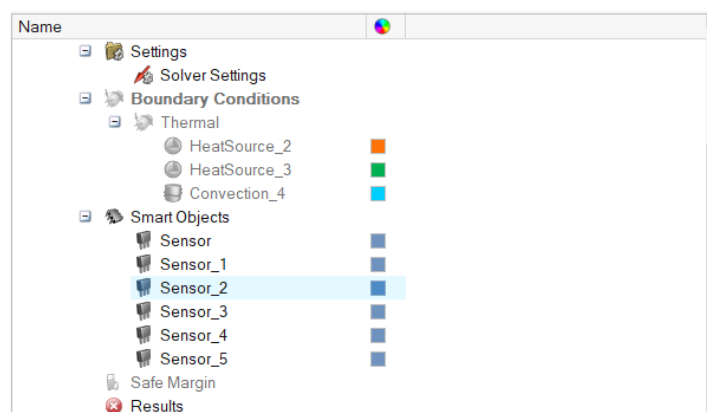 Name
Settings
Solver Settings
Boundary Conditions
Thermal
HeatSource_2
HeatSource_3
Convection_4
Smart Objects
Sensor
Sensor_1
Sensor_2
Sensor_3
Sensor_4
Sensor_5
Safe Margin
Results